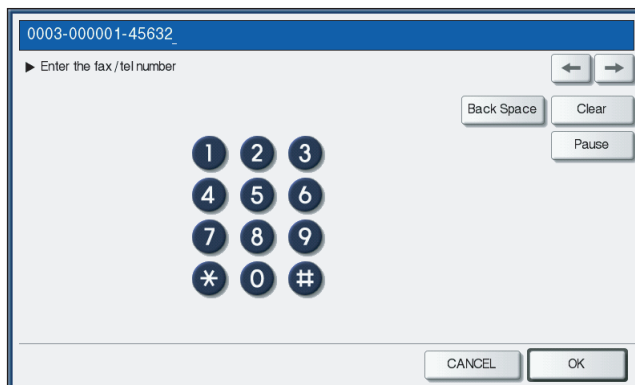 0003-000001-45632_
▶ Enter the fax / tel number
← →
Back Space Clear
Pause
1 2 3
4 5 6
7 8 9
* 0 #
CANCEL OK